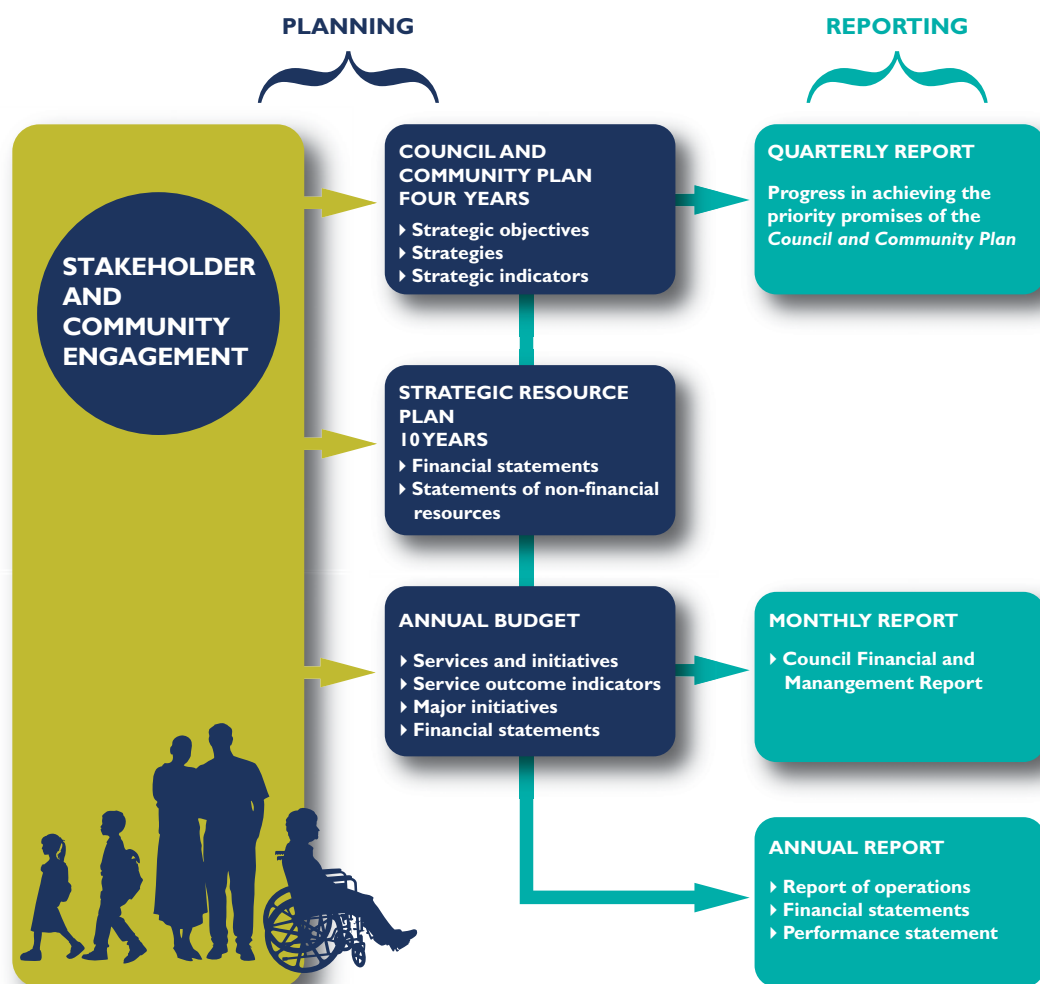 PLANNING
REPORTING
STAKEHOLDER
AND
COMMUNITY
ENGAGEMENT
COUNCIL AND
COMMUNITY PLAN
FOUR YEARS
Strategic objectives
Strategies
Strategic indicators
QUARTERLY REPORT
Progress in achieving the
priority promises of the
Council and Community Plan
STRATEGIC RESOURCE
PLAN
10 YEARS
Financial statements
Statements of non-financial
resources
ANNUAL BUDGET
Services and initiatives
Service outcome indicators
Major initiatives
Financial statements
MONTHLY REPORT
Council Financial and
Manangement Report
ANNUAL REPORT
Report of operations
Financial statements
Performance statement